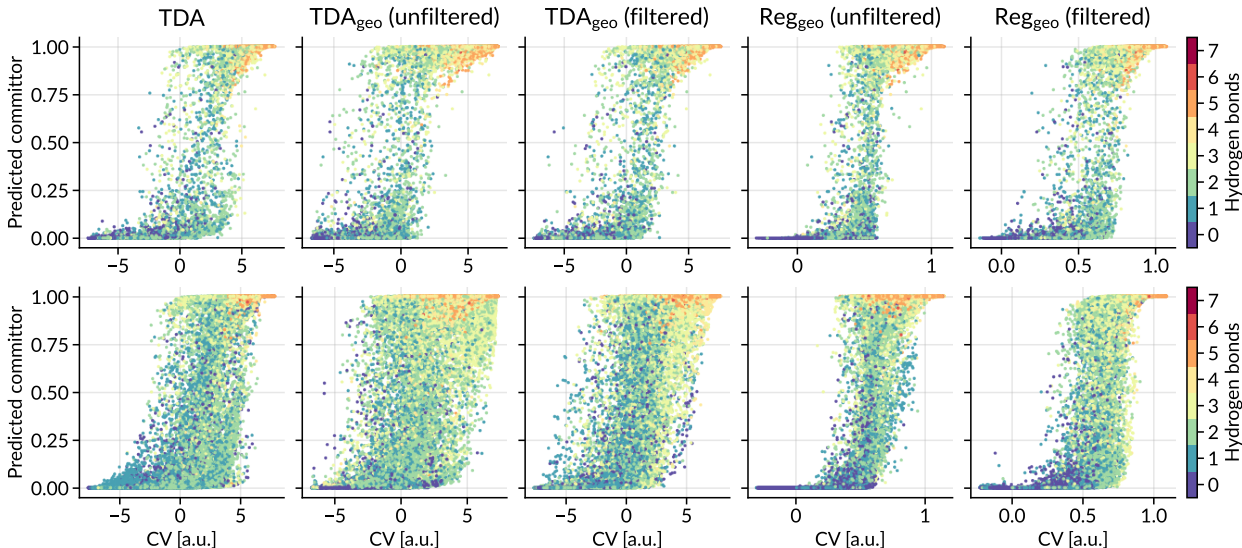 TDA
TDAgeo (unfiltered)
TDAgeo (filtered)
Reggeo (unfiltered)
Reggeo (filtered)
Predicted committor
1.00
0.75
0.50
0.25
0.00
−5 0 5
−5 0 5
−5 0 5
0 1
0.0 0.5 1.0
7
6
5
4
3
2
1
0
Hydrogen bonds
Predicted committor
1.00
0.75
0.50
0.25
0.00
−5 0 5
−5 0 5
−5 0 5
0 1
0.0 0.5 1.0
CV [a.u.]
CV [a.u.]
CV [a.u.]
CV [a.u.]
CV [a.u.]
7
6
5
4
3
2
1
0
Hydrogen bonds